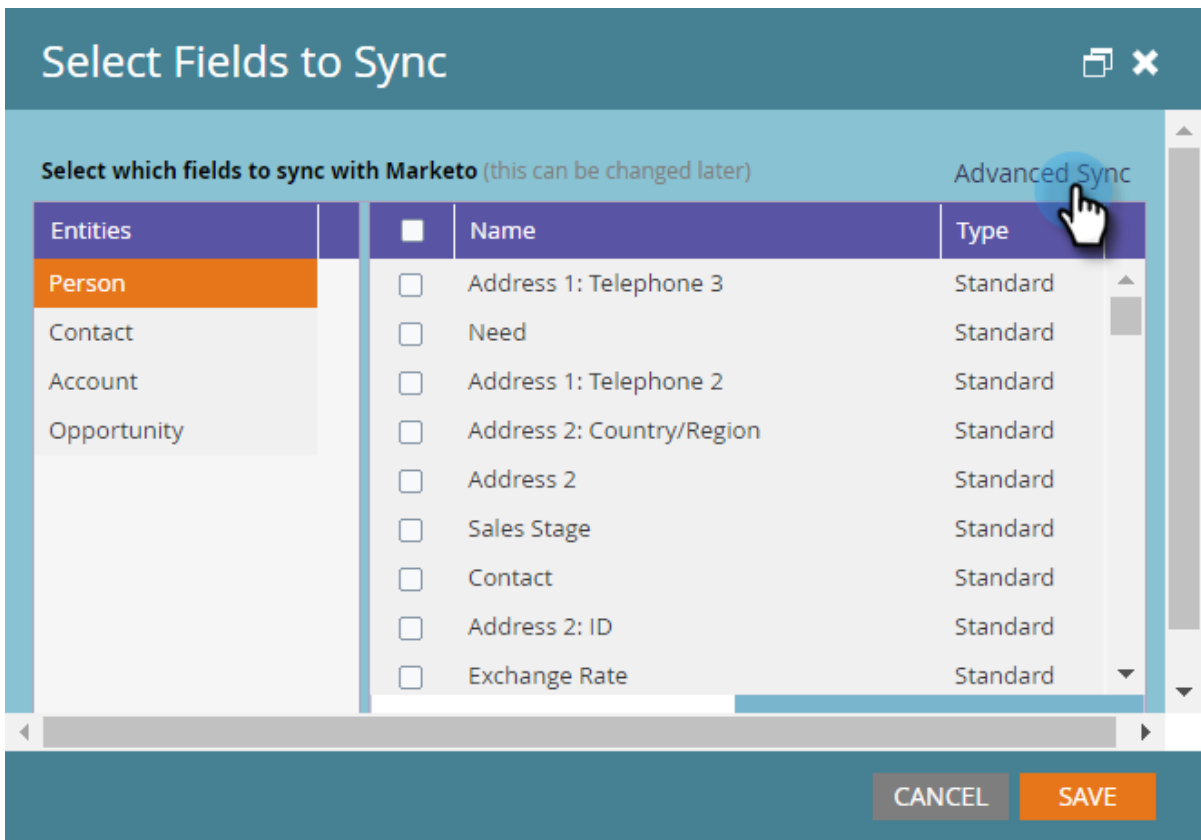 Select Fields to Sync
Select which fields to sync with Marketo (this can be changed later) Advanced Sync
Entities Name Type
Person Address 1: Telephone 3 Standard
Contact Need Standard
Account Address 1: Telephone 2 Standard
Opportunity Address 2: Country/Region Standard
Address 2 Standard
Sales Stage Standard
Contact Standard
Address 2: ID Standard
Exchange Rate Standard
CANCEL SAVE